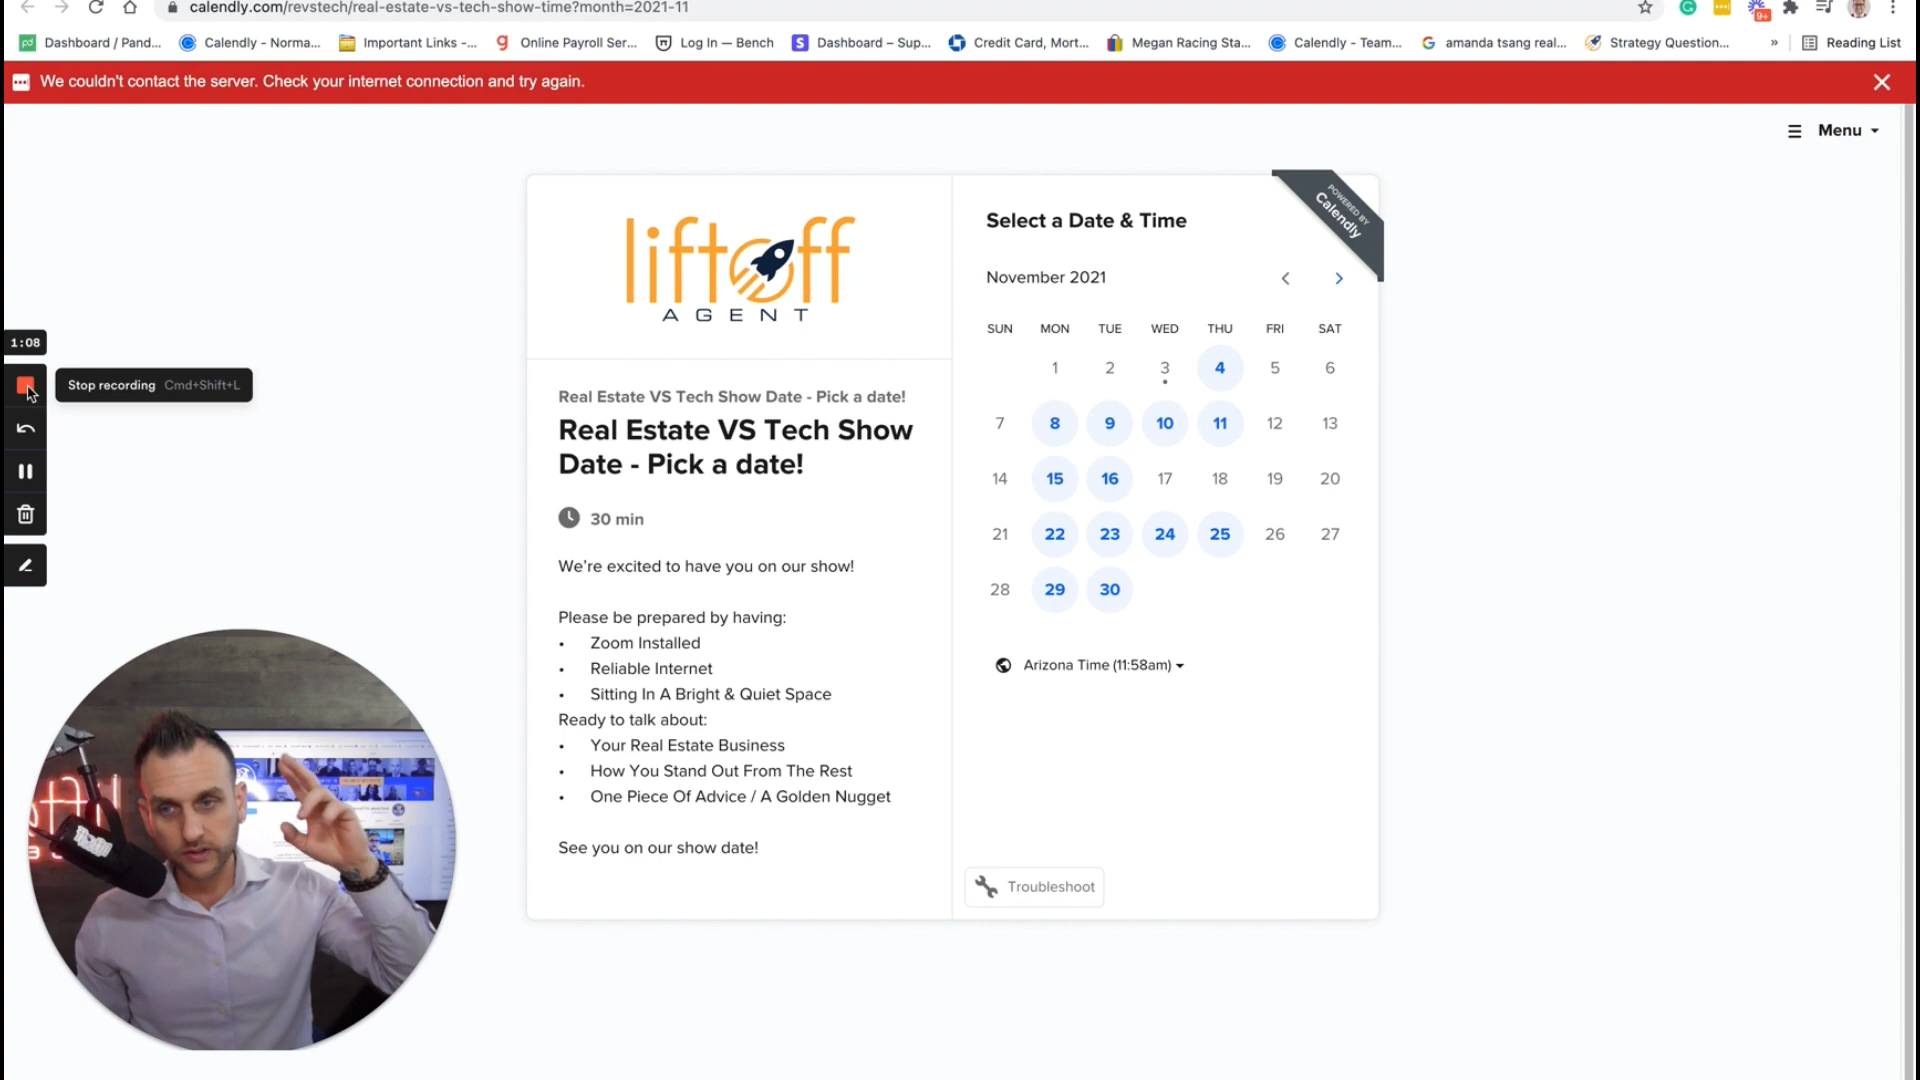 calendly.com/revstech/real-estate-vs-tech-show-time?month=2021-11
9+
Dashboard / Pand...
Calendly - Norma...
Important Links -...
Online Payroll Ser...
Log In — Bench
Dashboard – Sup...
Credit Card, Mort...
Megan Racing Sta...
Calendly - Team...
amanda tsang real...
Strategy Question...
»
Reading List
We couldn't contact the server. Check your internet connection and try again.
Menu
liftoff
AGENT
POWERED BY
Calendly
Select a Date & Time
November 2021
SUN MON TUE WED THU FRI SAT
1 2 3 4 5 6
7 8 9 10 11 12 13
14 15 16 17 18 19 20
21 22 23 24 25 26 27
28 29 30
Arizona Time (11:58am)
Troubleshoot
Real Estate VS Tech Show Date - Pick a date!
Real Estate VS Tech Show
Date - Pick a date!
30 min
We're excited to have you on our show!
Please be prepared by having:
• Zoom Installed
• Reliable Internet
• Sitting In A Bright & Quiet Space
Ready to talk about:
• Your Real Estate Business
• How You Stand Out From The Rest
• One Piece Of Advice / A Golden Nugget
See you on our show date!
1:08
Stop recording Cmd+Shift+L